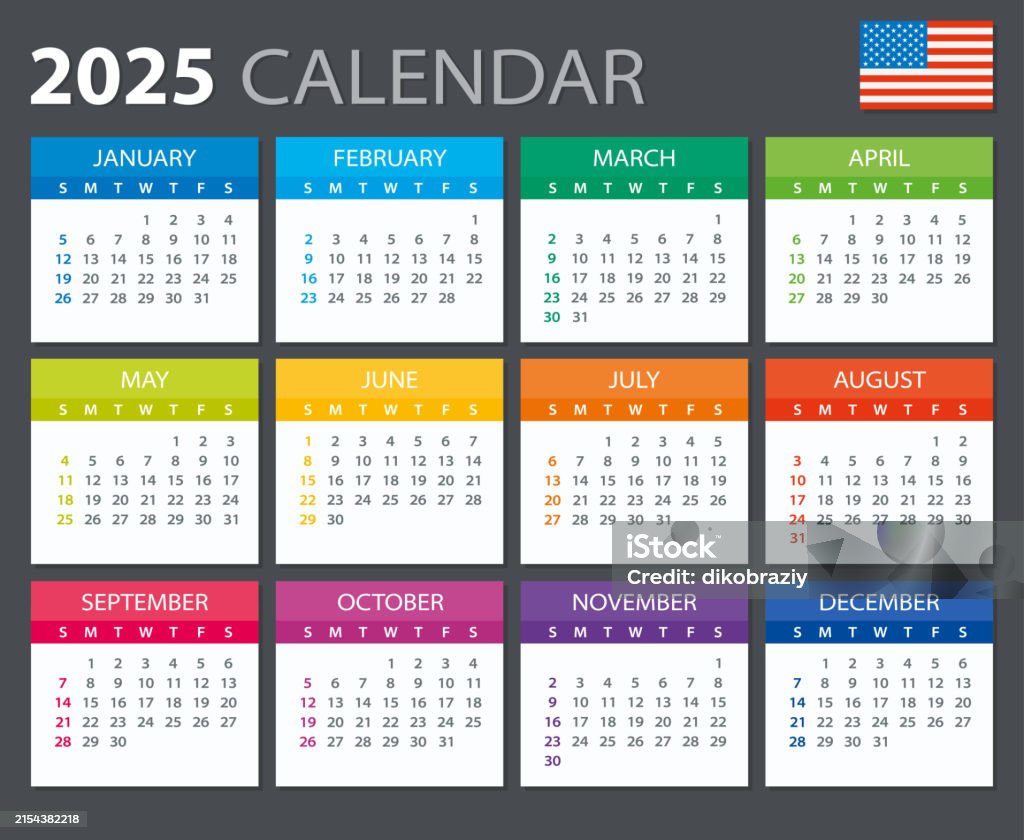 2025 CALENDAR
JANUARY
S M T W T F S
1 2 3 4
5 6 7 8 9 10 11
12 13 14 15 16 17 18
19 20 21 22 23 24 25
26 27 28 29 30 31
FEBRUARY
S M T W T F S
1
2 3 4 5 6 7 8
9 10 11 12 13 14 15
16 17 18 19 20 21 22
23 24 25 26 27 28
MARCH
S M T W T F S
1
2 3 4 5 6 7 8
9 10 11 12 13 14 15
16 17 18 19 20 21 22
23 24 25 26 27 28 29
30 31
APRIL
S M T W T F S
1 2 3 4 5
6 7 8 9 10 11 12
13 14 15 16 17 18 19
20 21 22 23 24 25 26
27 28 29 30
MAY
S M T W T F S
1 2 3
4 5 6 7 8 9 10
11 12 13 14 15 16 17
18 19 20 21 22 23 24
25 26 27 28 29 30 31
JUNE
S M T W T F S
1 2 3 4 5 6 7
8 9 10 11 12 13 14
15 16 17 18 19 20 21
22 23 24 25 26 27 28
29 30
JULY
S M T W T F S
1 2 3 4 5
6 7 8 9 10 11 12
13 14 15 16 17 18 19
20 21 22 23 24 25 26
27 28 29 30 31
AUGUST
S M T W T F S
1 2
3 4 5 6 7 8 9
10 11 12 13 14 15 16
17 18 19 20 21 22 23
24 25 26 27 28 29 30
31
iStock™
Credit: dikobraziy
SEPTEMBER
S M T W T F S
1 2 3 4 5 6
7 8 9 10 11 12 13
14 15 16 17 18 19 20
21 22 23 24 25 26 27
28 29 30
OCTOBER
S M T W T F S
1 2 3 4
5 6 7 8 9 10 11
12 13 14 15 16 17 18
19 20 21 22 23 24 25
26 27 28 29 30 31
NOVEMBER
S M T W T F S
1
2 3 4 5 6 7 8
9 10 11 12 13 14 15
16 17 18 19 20 21 22
23 24 25 26 27 28 29
30
DECEMBER
S M T W T F S
1 2 3 4 5 6
7 8 9 10 11 12 13
14 15 16 17 18 19 20
21 22 23 24 25 26 27
28 29 30 31
2154382218